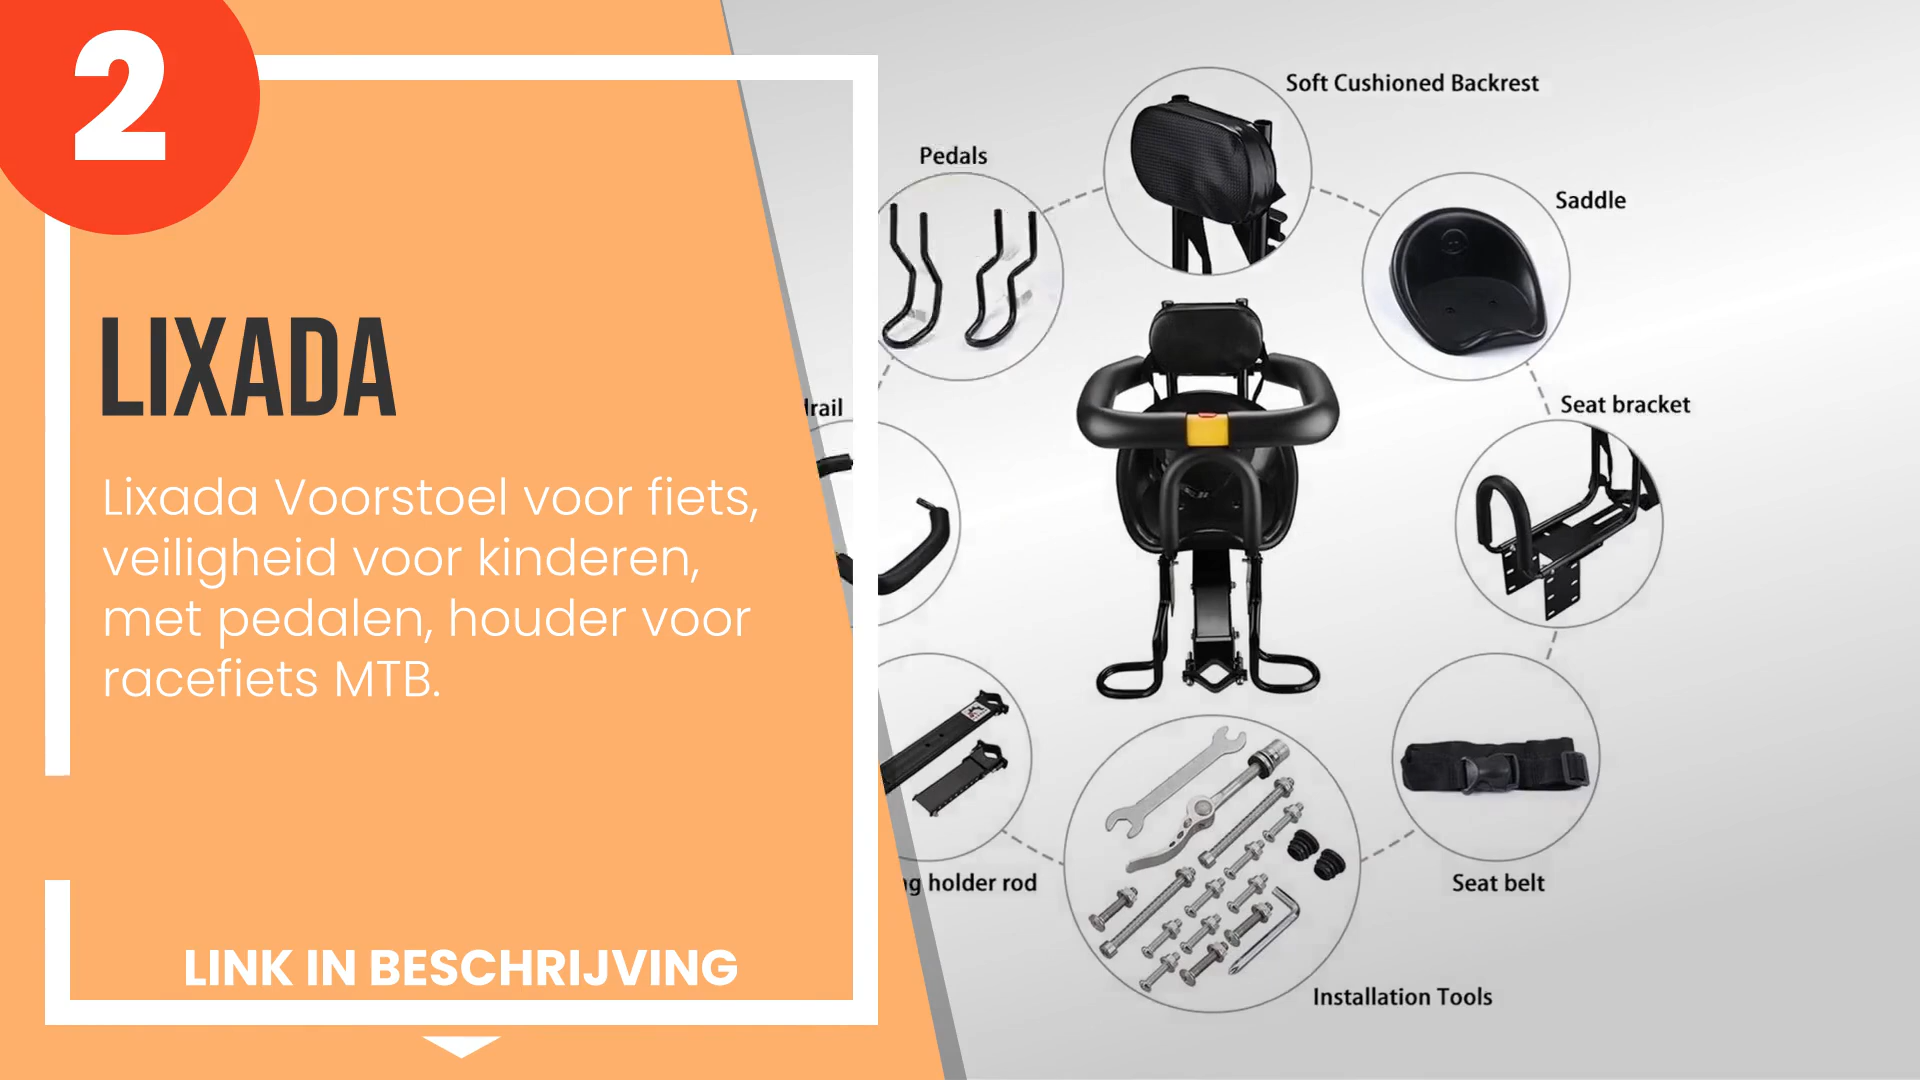 2
LIXADA
Lixada Voorstoel voor fiets,
veiligheid voor kinderen,
met pedalen, houder voor
racefiets MTB.
LINK IN BESCHRIJVING
Soft Cushioned Backrest
Pedals
Saddle
Seat bracket
holder rod
Seat belt
Installation Tools